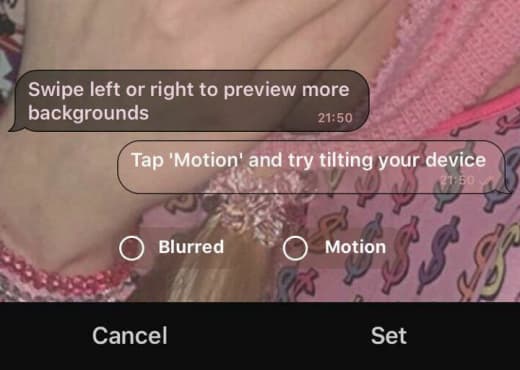 Swipe left or right to preview more
backgrounds
21:50
Tap 'Motion' and try tilting your device
21:50
Blurred
Motion
Cancel
Set